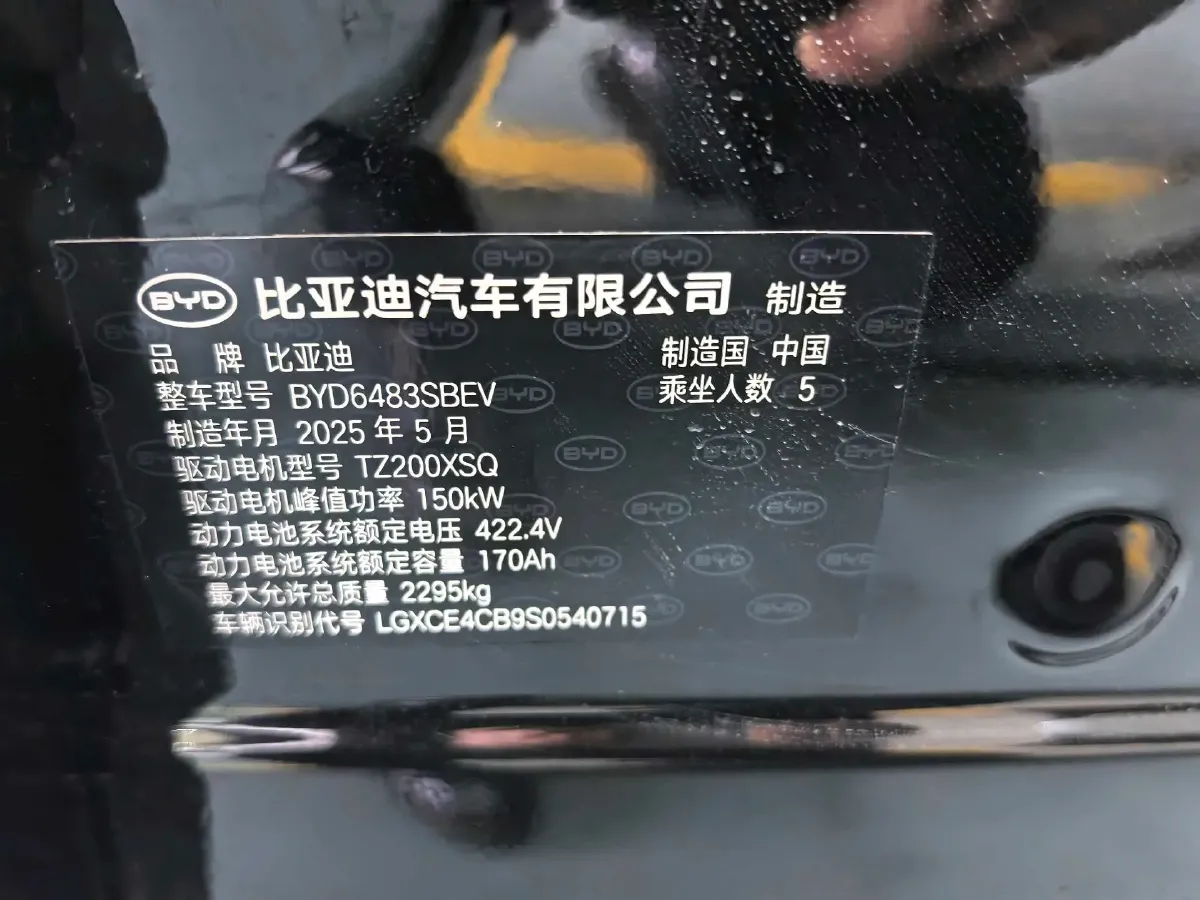 BYD 比亚迪汽车有限公司 制造
品 牌 比亚迪 制造国 中国
整车型号 BYD6483SBEV 乘坐人数 5
制造年月 2025 年 5 月
驱动电机型号 TZ200XSQ
驱动电机峰值功率 150kW
动力电池系统额定电压 422.4V
动力电池系统额定容量 170Ah
最大允许总质量 2295kg
车辆识别代号 LGXCE4CB9S0540715